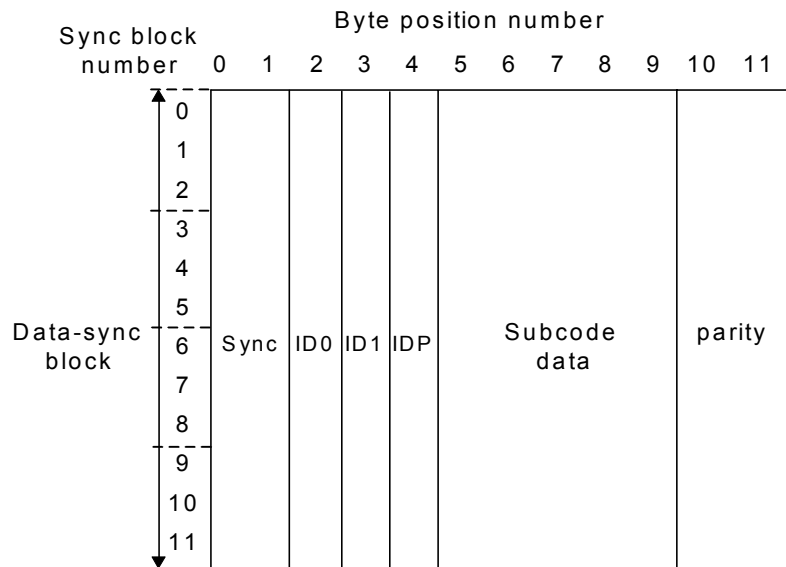 Byte position number
Sync block
number
0 1 2 3 4 5 6 7 8 9 10 11
0
1
2
3
4
5
Data-sync
block
6
7
8
9
10
11
Sync ID0 ID1 IDP
Subcode
data
parity